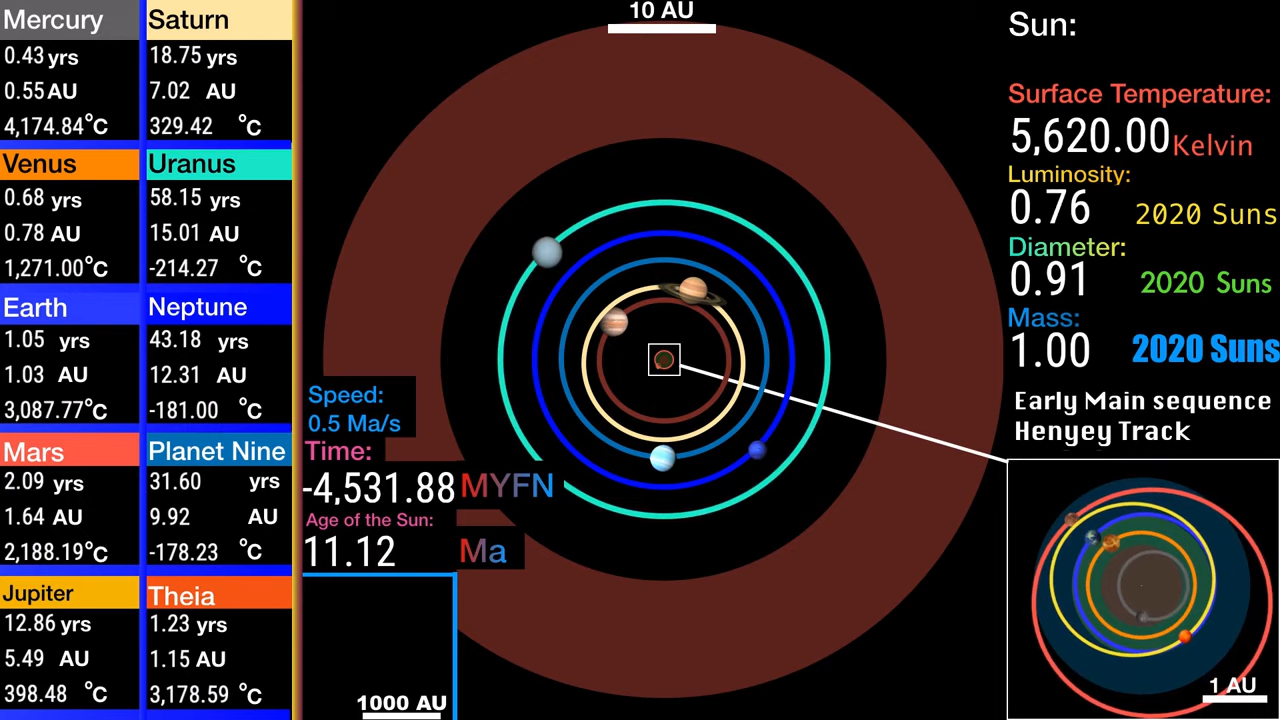 Mercury
0.43 yrs
0.55 AU
4,174.84°C
Saturn
18.75 yrs
7.02 AU
329.42 °C
Venus
0.68 yrs
0.78 AU
1,271.00°C
Uranus
58.15 yrs
15.01 AU
-214.27 °C
Earth
1.05 yrs
1.03 AU
3,087.77°C
Neptune
43.18 yrs
12.31 AU
-181.00 °C
Mars
2.09 yrs
1.64 AU
2,188.19°C
Planet Nine
31.60 yrs
9.92 AU
-178.23 °C
Jupiter
12.86 yrs
5.49 AU
398.48 °C
Theia
1.23 yrs
1.15 AU
3,178.59 °C
10 AU
Speed:
0.5 Ma/s
Time:
-4,531.88 MYFN
Age of the Sun:
11.12 Ma
1000 AU
Sun:
Surface Temperature:
5,620.00 Kelvin
Luminosity:
0.76 2020 Suns
Diameter:
0.91 2020 Suns
Mass:
1.00 2020 Suns
Early Main sequence
Henyey Track
1 AU